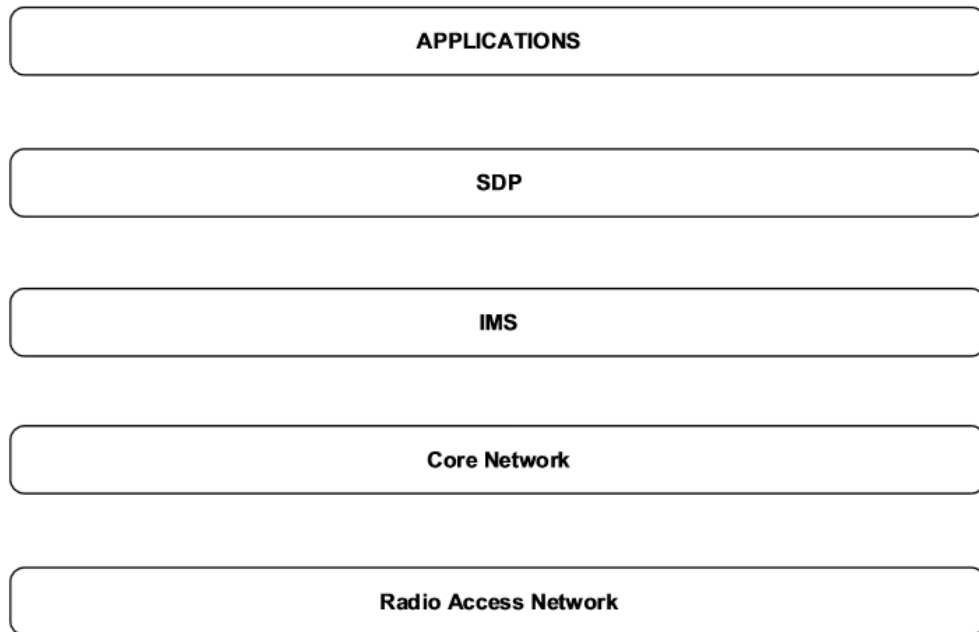 APPLICATIONS
SDP
IMS
Core Network
Radio Access Network